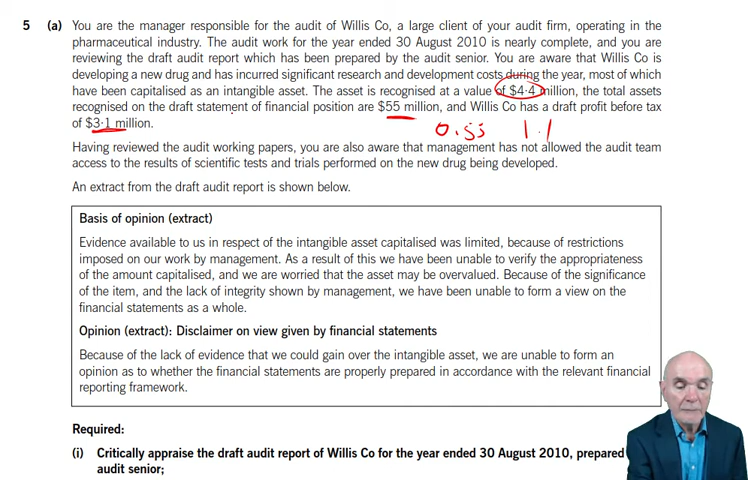 5 (a) You are the manager responsible for the audit of Willis Co, a large client of your audit firm, operating in the
pharmaceutical industry. The audit work for the year ended 30 August 2010 is nearly complete, and you are
reviewing the draft audit report which has been prepared by the audit senior. You are aware that Willis Co is
developing a new drug and has incurred significant research and development costs during the year, most of which
have been capitalised as an intangible asset. The asset is recognised at a value of $4·4 million, the total assets
recognised on the draft statement of financial position are $55 million, and Willis Co has a draft profit before tax
of $3·1 million.
0.55 1.1
Having reviewed the audit working papers, you are also aware that management has not allowed the audit team
access to the results of scientific tests and trials performed on the new drug being developed.
An extract from the draft audit report is shown below.
Basis of opinion (extract)
Evidence available to us in respect of the intangible asset capitalised was limited, because of restrictions
imposed on our work by management. As a result of this we have been unable to verify the appropriateness
of the amount capitalised, and we are worried that the asset may be overvalued. Because of the significance
of the item, and the lack of integrity shown by management, we have been unable to form a view on the
financial statements as a whole.
Opinion (extract): Disclaimer on view given by financial statements
Because of the lack of evidence that we could gain over the intangible asset, we are unable to form an
opinion as to whether the financial statements are properly prepared in accordance with the relevant financial
reporting framework.
Required:
(i) Critically appraise the draft audit report of Willis Co for the year ended 30 August 2010, prepared
audit senior;